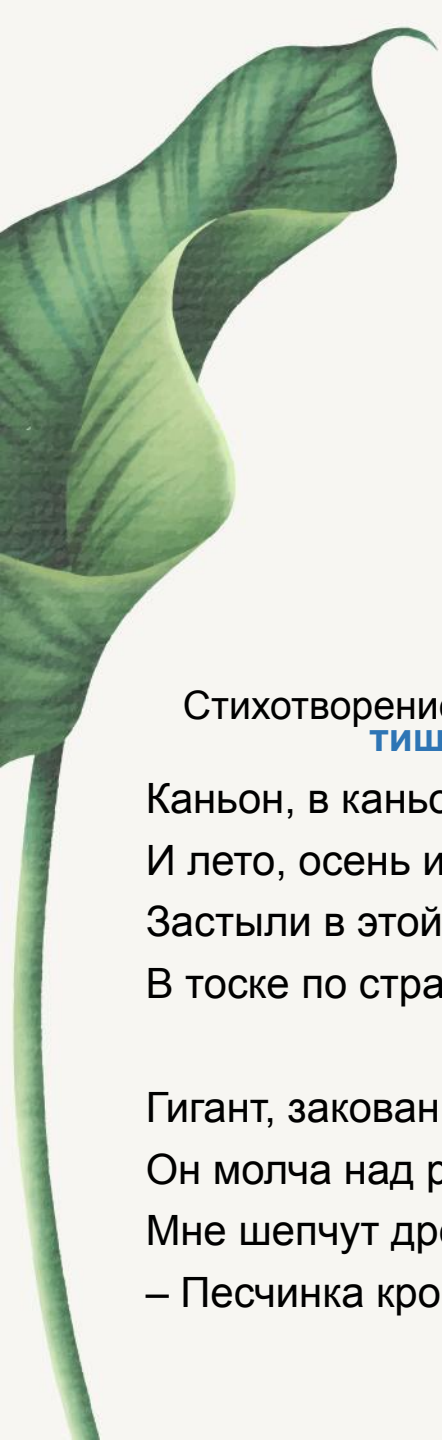 Стихотворени
тиш
Каньон, в кань
И лето, осень и
Застыли в этой
В тоске по стра
Гигант, закован
Он молча над р
Мне шепчут др
– Песчинка кро